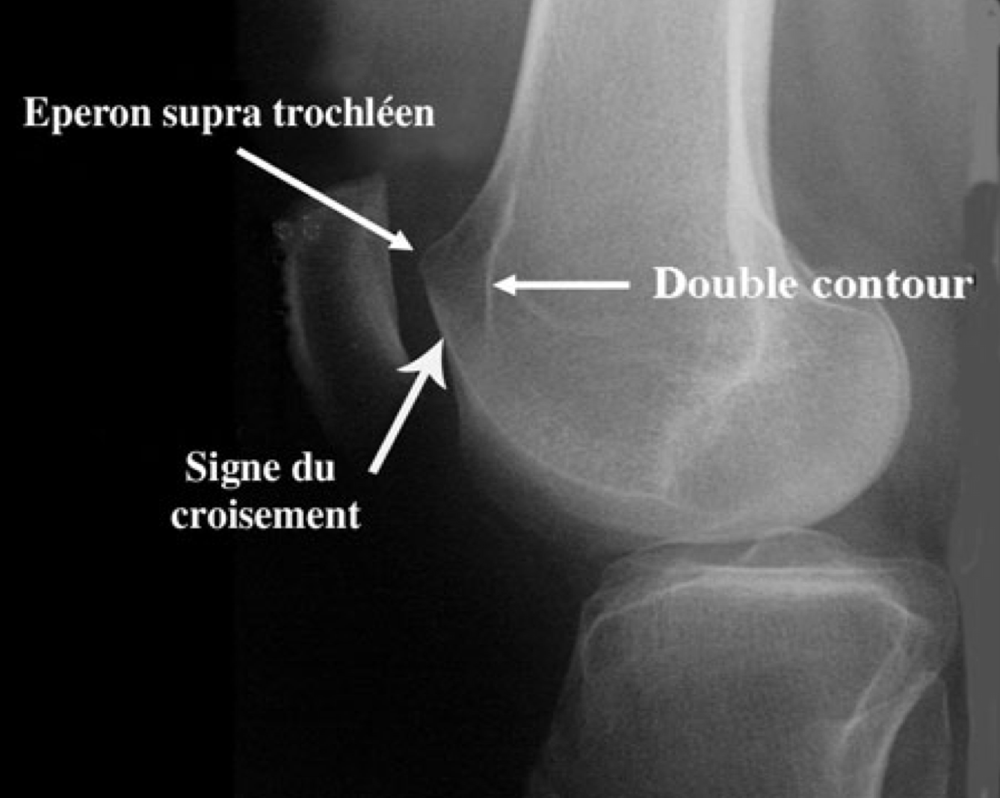 Eperon supra trochléen
Double contour
Signe du
croisement